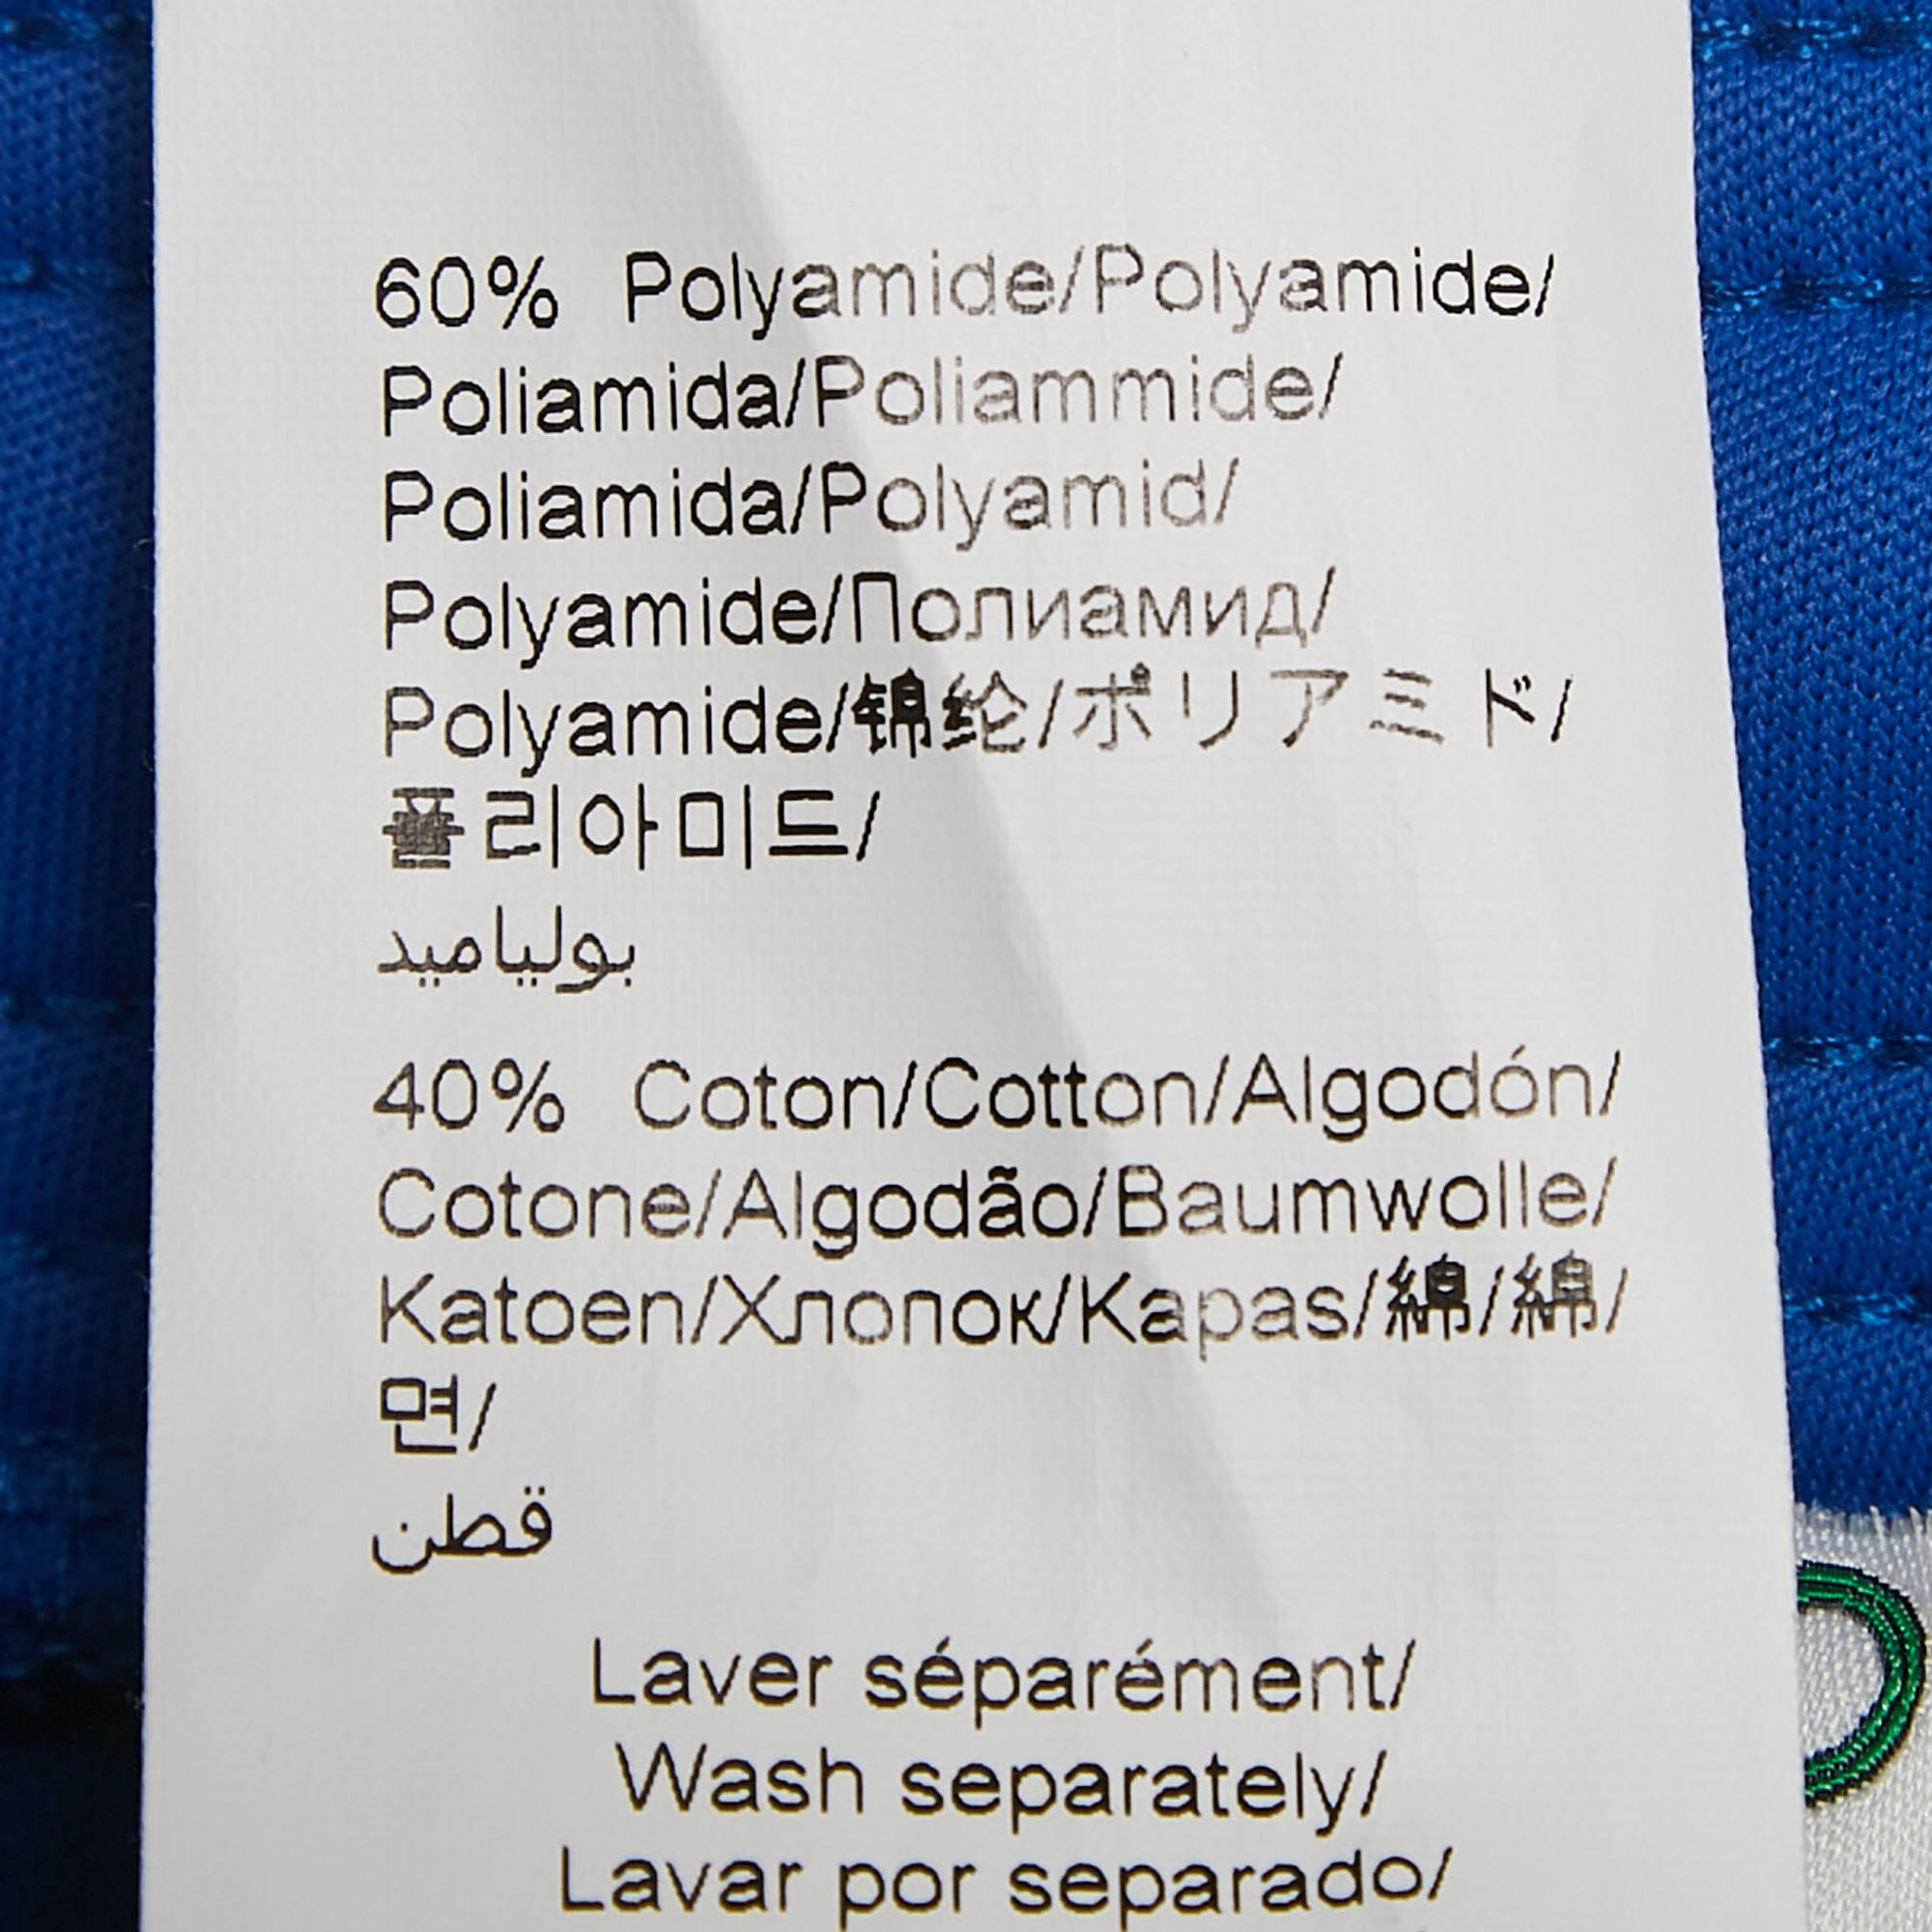 60% Polyamide/Polyamide/
Poliamida/Poliammide/
Poliamida/Polyamid/
Polyamide/Полиамид/
Polyamide/锦纶/ポリアミド/
폴리아미드/
بولياميد
40% Coton/Cotton/Algodón/
Cotone/Algodão/Baumwolle/
Katoen/Хлопок/Kapas/綿/綿/
면/
قطن
Laver séparément/
Wash separately/
Lavar por separado/